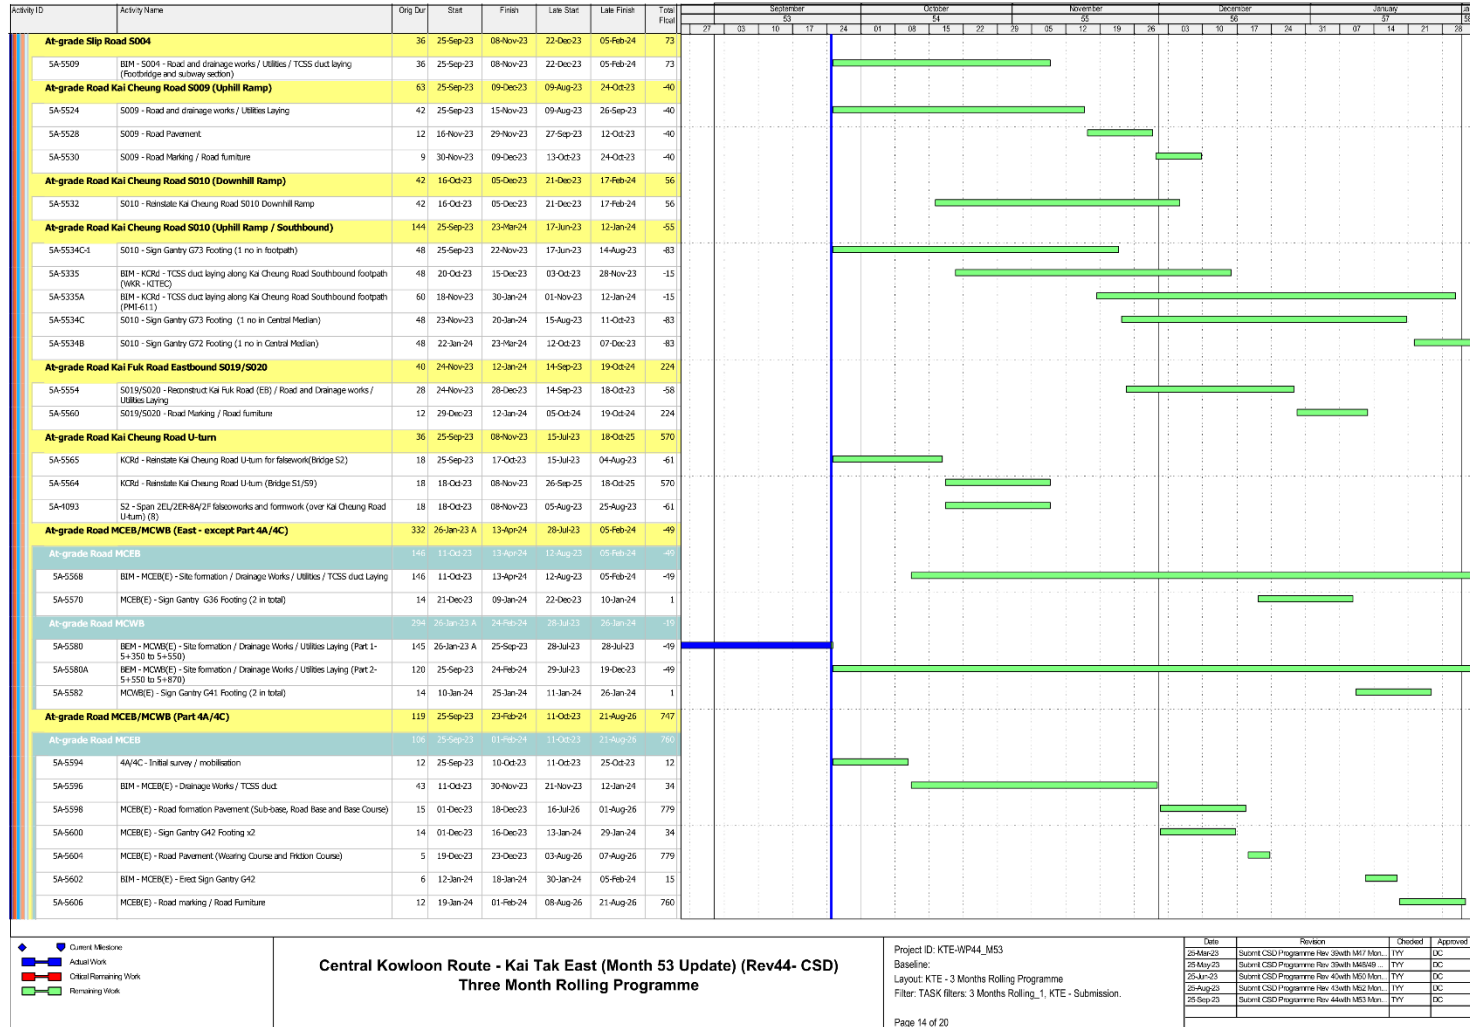 Activity ID Activity Name Orig Dur Start Finish Late Start Late Finish Total Float
September October November December January
53 54 55 56 57 58
27 03 10 17 24 01 08 15 22 29 05 12 19 26 03 10 17 24 31 07 14 21 28
At-grade Slip Road S004 36 25-Sep-23 08-Nov-23 22-Dec-23 05-Feb-24 73
5A-5509 BIM - S004 - Road and drainage works / Utilities / TCSS duct laying (Footbridge and subway section) 36 25-Sep-23 08-Nov-23 22-Dec-23 05-Feb-24 73
At-grade Road Kai Cheung Road S009 (Uphill Ramp) 63 25-Sep-23 09-Dec-23 09-Aug-23 24-Oct-23 -40
5A-5524 S009 - Road and drainage works / Utilities Laying 42 25-Sep-23 15-Nov-23 09-Aug-23 26-Sep-23 -40
5A-5528 S009 - Road Pavement 12 16-Nov-23 29-Nov-23 27-Sep-23 12-Oct-23 -40
5A-5530 S009 - Road Marking / Road furniture 9 30-Nov-23 09-Dec-23 13-Oct-23 24-Oct-23 -40
At-grade Road Kai Cheung Road S010 (Downhill Ramp) 42 16-Oct-23 05-Dec-23 21-Dec-23 17-Feb-24 56
5A-5532 S010 - Reinstate Kai Cheung Road S010 Downhill Ramp 42 16-Oct-23 05-Dec-23 21-Dec-23 17-Feb-24 56
At-grade Road Kai Cheung Road S010 (Uphill Ramp / Southbound) 144 25-Sep-23 23-Mar-24 17-Jun-23 12-Jan-24 -55
5A-5534C-1 S010 - Sign Gantry G73 Footing (1 no in footpath) 48 25-Sep-23 22-Nov-23 17-Jun-23 14-Aug-23 -83
5A-5335 BIM - KCRd - TCSS duct laying along Kai Cheung Road Southbound footpath (WKR - KITEC) 48 20-Oct-23 15-Dec-23 03-Oct-23 28-Nov-23 -15
5A-5335A BIM - KCRd - TCSS duct laying along Kai Cheung Road Southbound footpath (PMI-611) 60 18-Nov-23 30-Jan-24 01-Nov-23 12-Jan-24 -15
5A-5534C S010 - Sign Gantry G73 Footing (1 no in Central Median) 48 23-Nov-23 20-Jan-24 15-Aug-23 11-Oct-23 -83
5A-5534B S010 - Sign Gantry G72 Footing (1 no in Central Median) 48 22-Jan-24 23-Mar-24 12-Oct-23 07-Dec-23 -83
At-grade Road Kai Fuk Road Eastbound S019/S020 40 24-Nov-23 12-Jan-24 14-Sep-23 19-Oct-24 224
5A-5554 S019/S020 - Reconstruct Kai Fuk Road (EB) / Road and Drainage works / Utilities Laying 28 24-Nov-23 28-Dec-23 14-Sep-23 18-Oct-23 -58
5A-5560 S019/S020 - Road Marking / Road furniture 12 29-Dec-23 12-Jan-24 05-Oct-24 19-Oct-24 224
At-grade Road Kai Cheung Road U-turn 36 25-Sep-23 08-Nov-23 15-Jul-23 18-Oct-25 570
5A-5565 KCRd - Reinstate Kai Cheung Road U-turn for falsework(Bridge S2) 18 25-Sep-23 17-Oct-23 15-Jul-23 04-Aug-23 -61
5A-5564 KCRd - Reinstate Kai Cheung Road U-turn (Bridge S1/S9) 18 18-Oct-23 08-Nov-23 26-Sep-25 18-Oct-25 570
5A-4093 S2 - Span 2EL/2ER-8A/2F falseoworks and formwork (over Kai Cheung Road U-turn) (8) 18 18-Oct-23 08-Nov-23 05-Aug-23 25-Aug-23 -61
At-grade Road MCEB/MCWB (East - except Part 4A/4C) 332 26-Jan-23 A 13-Apr-24 28-Jul-23 05-Feb-24 -49
At-grade Road MCEB 146 11-Oct-23 13-Apr-24 12-Aug-23 05-Feb-24 -49
5A-5568 BIM - MCEB(E) - Site formation / Drainage Works / Utilities / TCSS duct Laying 146 11-Oct-23 13-Apr-24 12-Aug-23 05-Feb-24 -49
5A-5570 MCEB(E) - Sign Gantry G36 Footing (2 in total) 14 21-Dec-23 09-Jan-24 22-Dec-23 10-Jan-24 1
At-grade Road MCWB 294 26-Jan-23 A 24-Feb-24 28-Jul-23 26-Jan-24 -19
5A-5580 BEM - MCWB(E) - Site formation / Drainage Works / Utilities Laying (Part 1- 5+350 to 5+550) 145 26-Jan-23 A 25-Sep-23 28-Jul-23 28-Jul-23 -49
5A-5580A BEM - MCWB(E) - Site formation / Drainage Works / Utilities Laying (Part 2- 5+550 to 5+870) 120 25-Sep-23 24-Feb-24 29-Jul-23 19-Dec-23 -49
5A-5582 MCWB(E) - Sign Gantry G41 Footing (2 in total) 14 10-Jan-24 25-Jan-24 11-Jan-24 26-Jan-24 1
At-grade Road MCEB/MCWB (Part 4A/4C) 119 25-Sep-23 23-Feb-24 11-Oct-23 21-Aug-26 747
At-grade Road MCEB 106 25-Sep-23 01-Feb-24 11-Oct-23 21-Aug-26 760
5A-5594 4A/4C - Initial survey / mobilisation 12 25-Sep-23 10-Oct-23 11-Oct-23 25-Oct-23 12
5A-5596 BIM - MCEB(E) - Drainage Works / TCSS duct 43 11-Oct-23 30-Nov-23 21-Nov-23 12-Jan-24 34
5A-5598 MCEB(E) - Road formation Pavement (Sub-base, Road Base and Base Course) 15 01-Dec-23 18-Dec-23 16-Jul-26 01-Aug-26 779
5A-5600 MCEB(E) - Sign Gantry G42 Footing x2 14 01-Dec-23 16-Dec-23 13-Jan-24 29-Jan-24 34
5A-5604 MCEB(E) - Road Pavement (Wearing Course and Friction Course) 5 19-Dec-23 23-Dec-23 03-Aug-26 07-Aug-26 779
5A-5602 BIM - MCEB(E) - Erect Sign Gantry G42 6 12-Jan-24 18-Jan-24 30-Jan-24 05-Feb-24 15
5A-5606 MCEB(E) - Road marking / Road Furniture 12 19-Jan-24 01-Feb-24 08-Aug-26 21-Aug-26 760
Current Milestone
Actual Work
Critical Remaining Work
Remaining Work
Central Kowloon Route - Kai Tak East (Month 53 Update) (Rev44- CSD)
Three Month Rolling Programme
Project ID: KTE-WP44_M53
Baseline:
Layout: KTE - 3 Months Rolling Programme
Filter: TASK filters: 3 Months Rolling_1, KTE - Submission.
Page 14 of 20
Date Revision Checked Approved
25-Mar-23 Submit CSD Programme Rev 39with M47 Mon... TYY DC
25-May-23 Submit CSD Programme Rev 39with M48/49 ... TYY DC
25-Jun-23 Submit CSD Programme Rev 40with M50 Mon... TYY DC
25-Aug-23 Submit CSD Programme Rev 43with M52 Mon... TYY DC
25-Sep-23 Submit CSD Programme Rev 44with M53 Mon... TYY DC